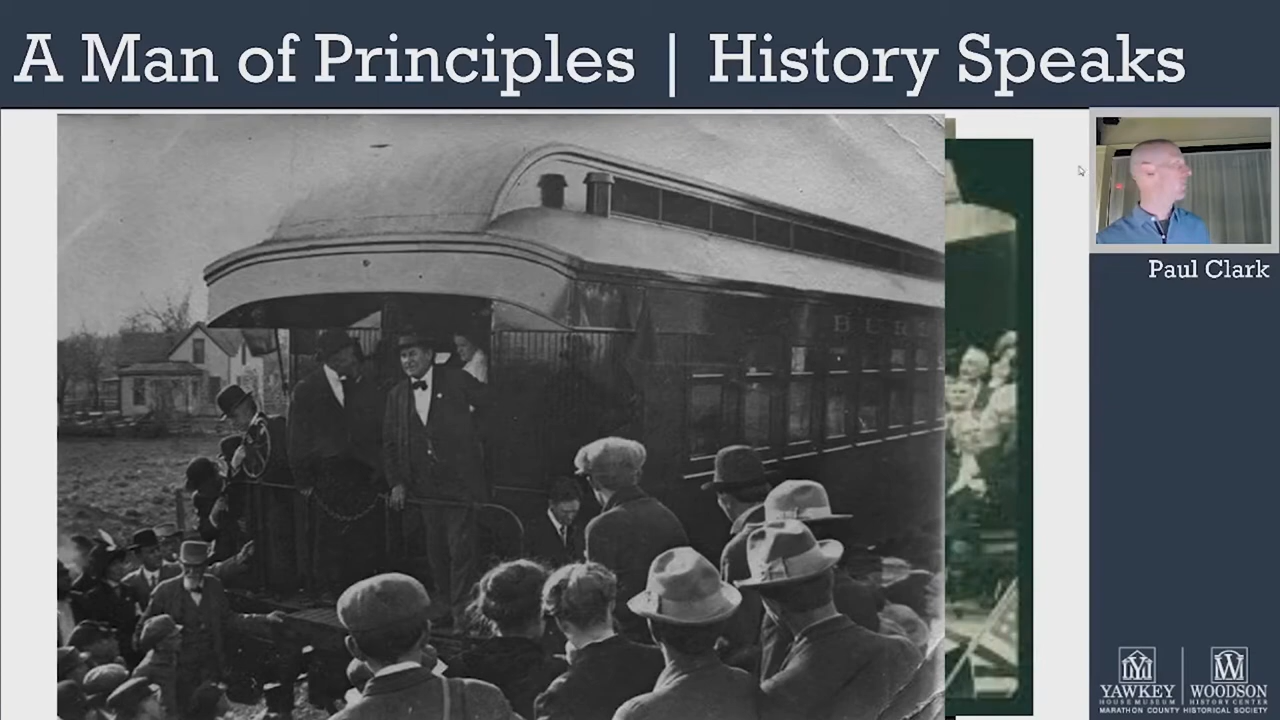 A Man of Principles | History Speaks
Paul Clark
YAWKEY
HOUSE MUSEUM
WOODSON
HISTORY CENTER
MARATHON COUNTY HISTORICAL SOCIETY